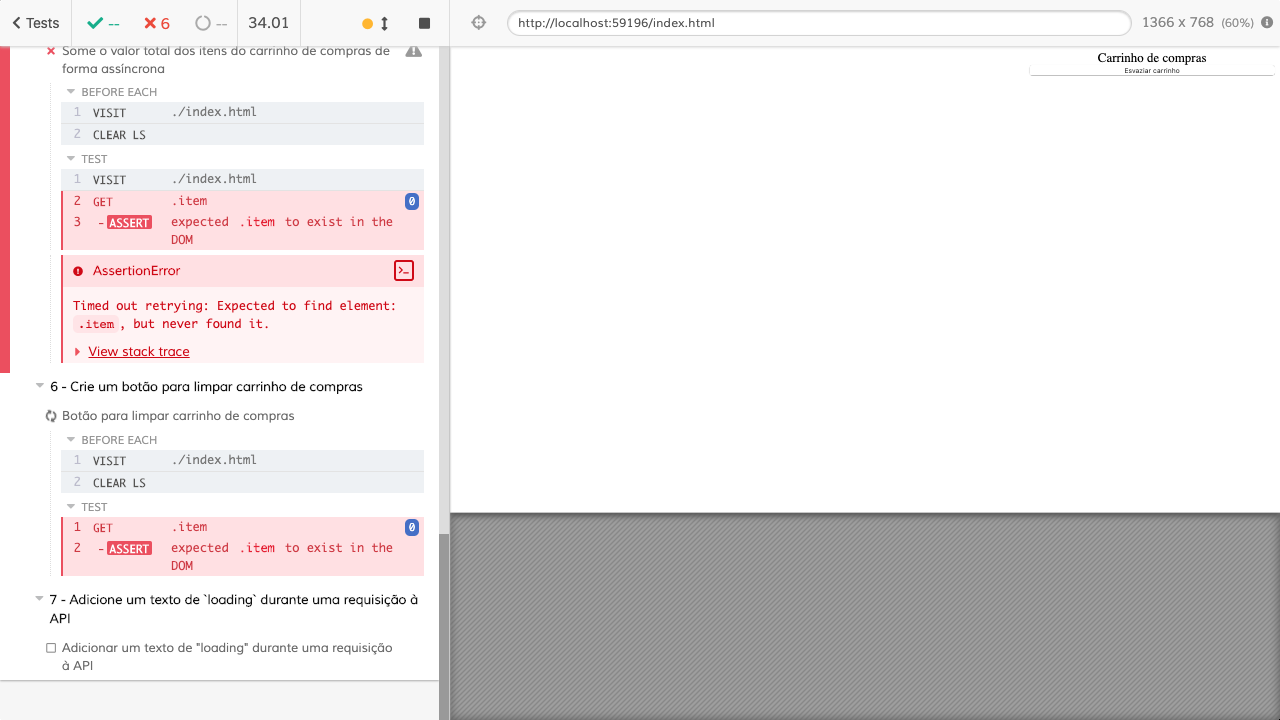 Tests
--
6
--
34.01
http://localhost:59196/index.html
1366 x 768 (60%)
Some o valor total dos itens do carrinho de compras de
forma assíncrona
BEFORE EACH
1 VISIT ./index.html
2 CLEAR LS
TEST
1 VISIT ./index.html
2 GET .item 0
3 -ASSERT expected .item to exist in the
DOM
AssertionError
Timed out retrying: Expected to find element:
.item, but never found it.
View stack trace
6 - Crie um botão para limpar carrinho de compras
Botão para limpar carrinho de compras
BEFORE EACH
1 VISIT ./index.html
2 CLEAR LS
TEST
1 GET .item 0
2 -ASSERT expected .item to exist in the
DOM
7 - Adicione um texto de `loading` durante uma requisição à
API
Adicionar um texto de "loading" durante uma requisição
à API
Carrinho de compras
Esvaziar carrinho